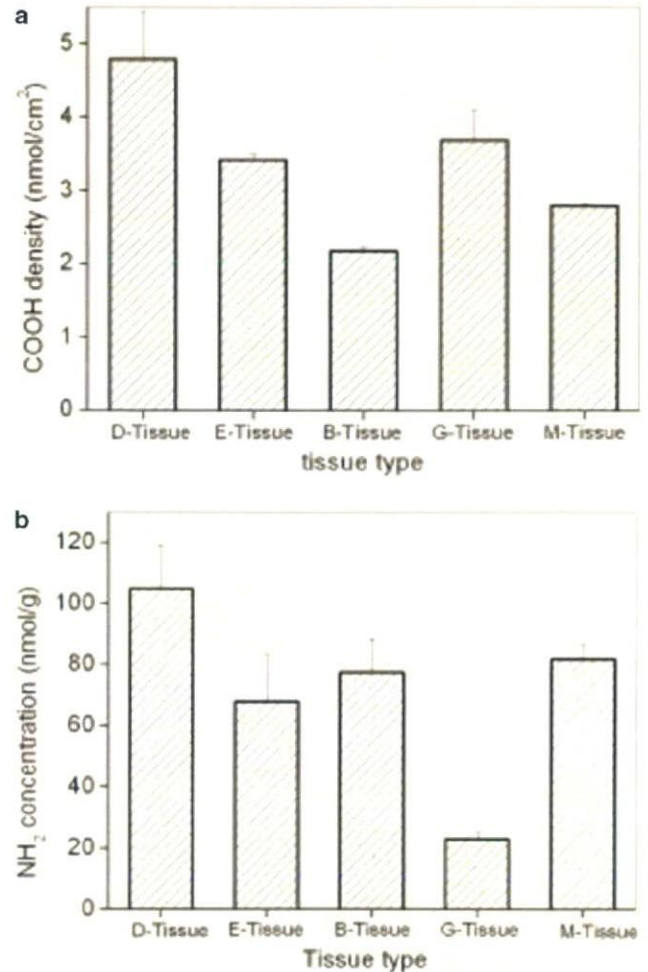 a
COOH density (nmol/cm²)
5
4
3
2
1
0
D-Tissue E-Tissue B-Tissue G-Tissue M-Tissue
tissue type
b
NH₂ concentration (nmol/g)
120
100
80
60
40
20
0
D-Tissue E-Tissue B-Tissue G-Tissue M-Tissue
Tissue type